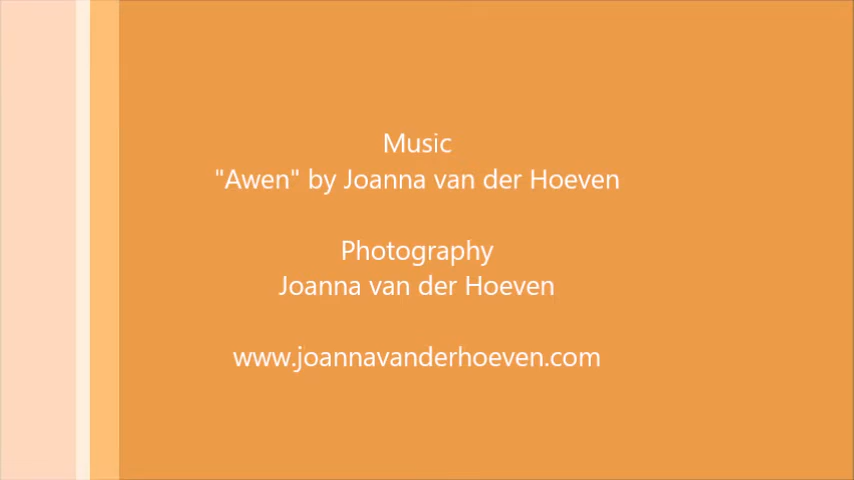 Music
"Awen" by Joanna van der Hoeven
Photography
Joanna van der Hoeven
www.joannavanderhoeven.com